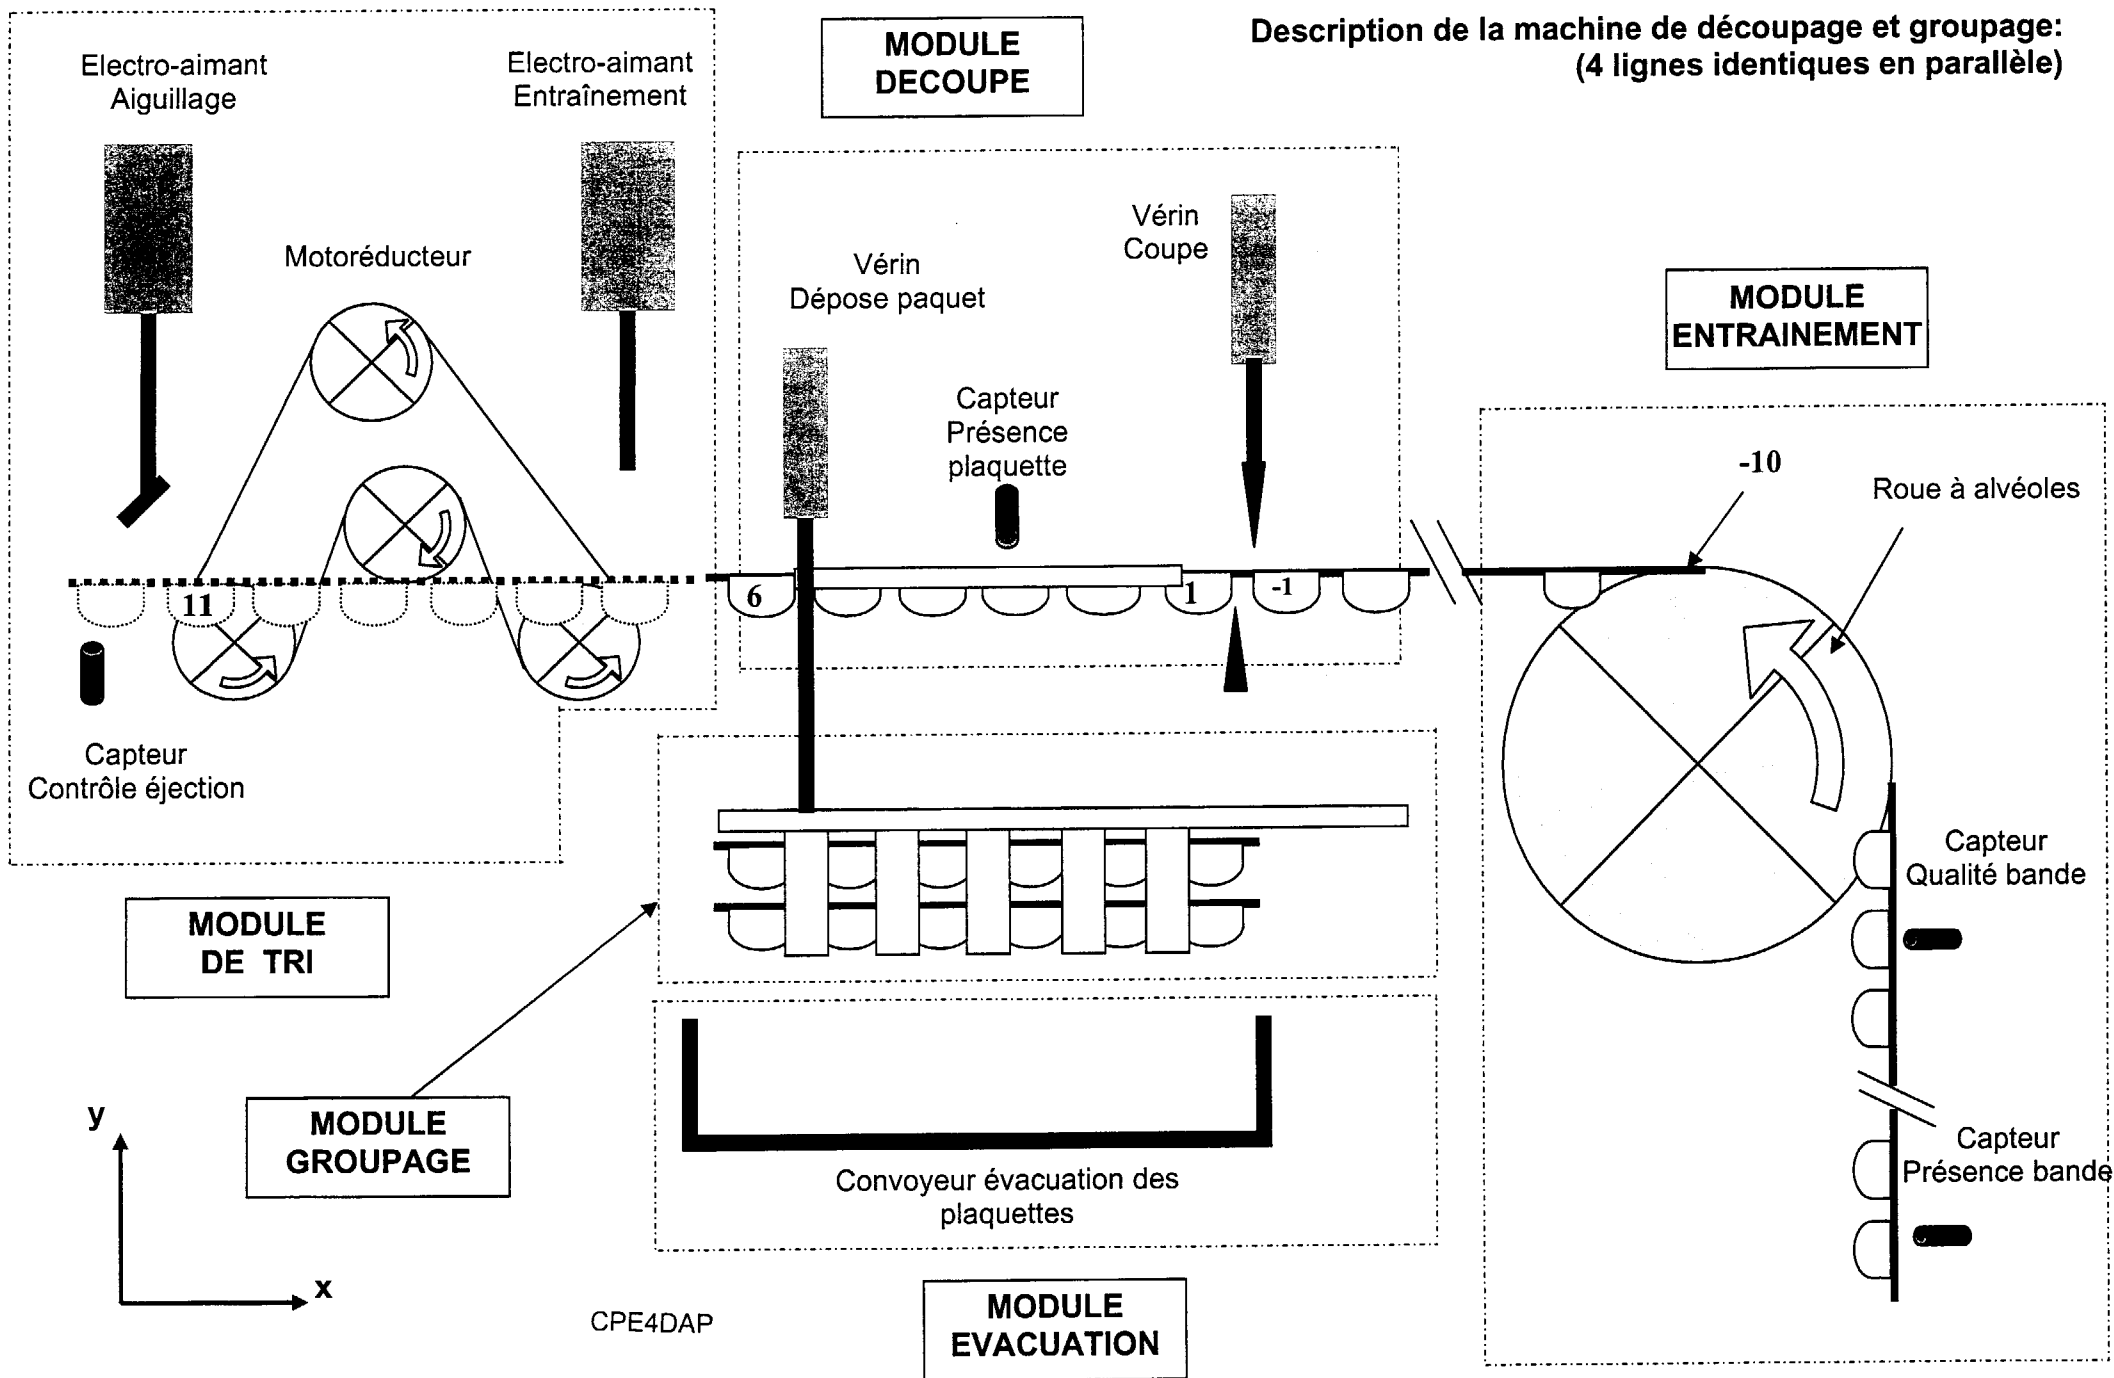 Description de la machine de découpage et groupage:
(4 lignes identiques en parallèle)
MODULE
DECOUPE
Electro-aimant
Aiguillage
Electro-aimant
Entraînement
Motoréducteur
Vérin
Dépose paquet
Vérin
Coupe
Capteur
Présence
plaquette
MODULE
ENTRAINEMENT
-10
Roue à alvéoles
11
6
1
-1
Capteur
Contrôle éjection
Capteur
Qualité bande
MODULE
DE TRI
MODULE
GROUPAGE
Capteur
Présence bande
Convoyeur évacuation des
plaquettes
y
x
CPE4DAP
MODULE
EVACUATION